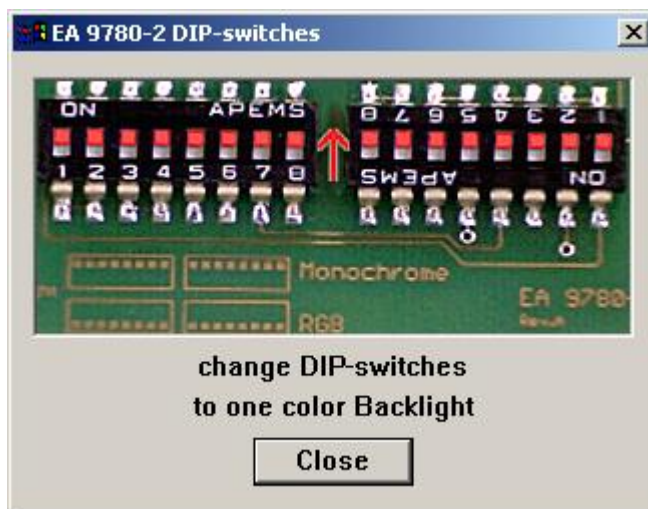 EA 9780-2 DIP-switches
ON APEMS
1 2 3 4 5 6 7 8
8 7 6 5 4 3 2 1
APEMS ON
Monochrome
RGB
EA 9780-
change DIP-switches
to one color Backlight
Close